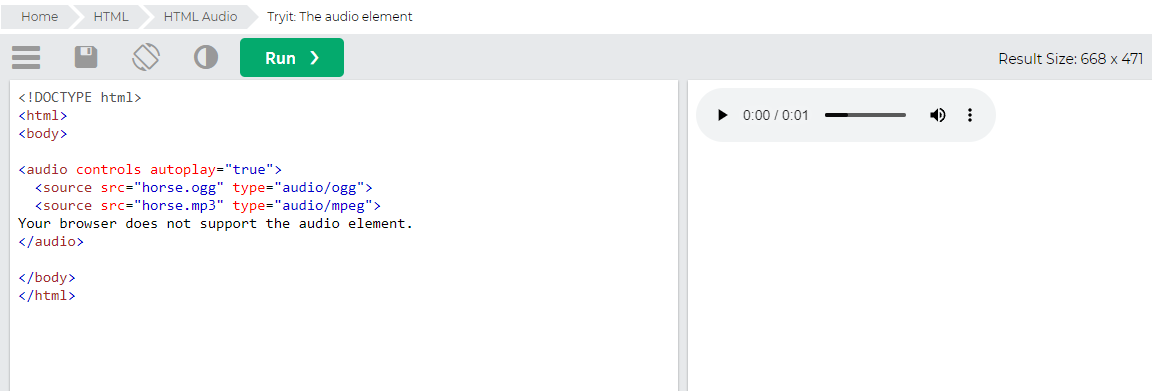 Home HTML HTML Audio Tryit: The audio element
Run ❯ Result Size: 668 x 471
<!DOCTYPE html>
<html>
<body>
<audio controls autoplay="true">
<source src="horse.ogg" type="audio/ogg">
<source src="horse.mp3" type="audio/mpeg">
Your browser does not support the audio element.
</audio>
</body>
</html>
0:00 / 0:01